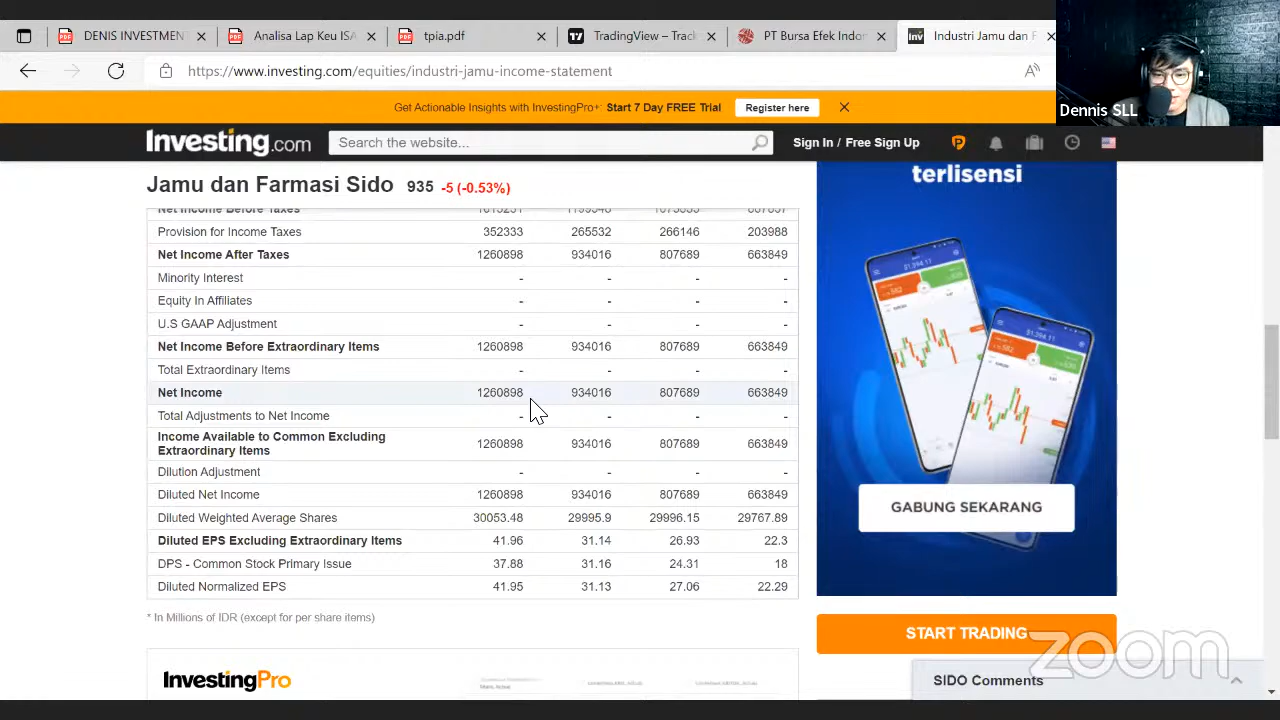 DENIS INVESTMEN
Analisa Lap Keu ISA
tpia.pdf
TradingView – Track
PT Bursa Efek Indon
Industri Jamu dan F
https://www.investing.com/equities/industri-jamu-income-statement
Dennis SLL
Get Actionable Insights with InvestingPro+ Start 7 Day FREE Trial Register here
Investing.com Search the website... Sign In / Free Sign Up
Jamu dan Farmasi Sido 935 -5 (-0.53%)
terlisensi
Net Income Before Taxes
Provision for Income Taxes 352333 265532 266146 203988
Net Income After Taxes 1260898 934016 807689 663849
Minority Interest - - - -
Equity In Affiliates - - - -
U.S GAAP Adjustment - - - -
Net Income Before Extraordinary Items 1260898 934016 807689 663849
Total Extraordinary Items - - - -
Net Income 1260898 934016 807689 663849
Total Adjustments to Net Income - - - -
Income Available to Common Excluding
Extraordinary Items 1260898 934016 807689 663849
Dilution Adjustment - - - -
Diluted Net Income 1260898 934016 807689 663849
Diluted Weighted Average Shares 30053.48 29995.9 29996.15 29767.89
Diluted EPS Excluding Extraordinary Items 41.96 31.14 26.93 22.3
DPS - Common Stock Primary Issue 37.88 31.16 24.31 18
Diluted Normalized EPS 41.95 31.13 27.06 22.29
* In Millions of IDR (except for per share items)
GABUNG SEKARANG
START TRADING
zoom
InvestingPro
SIDO Comments